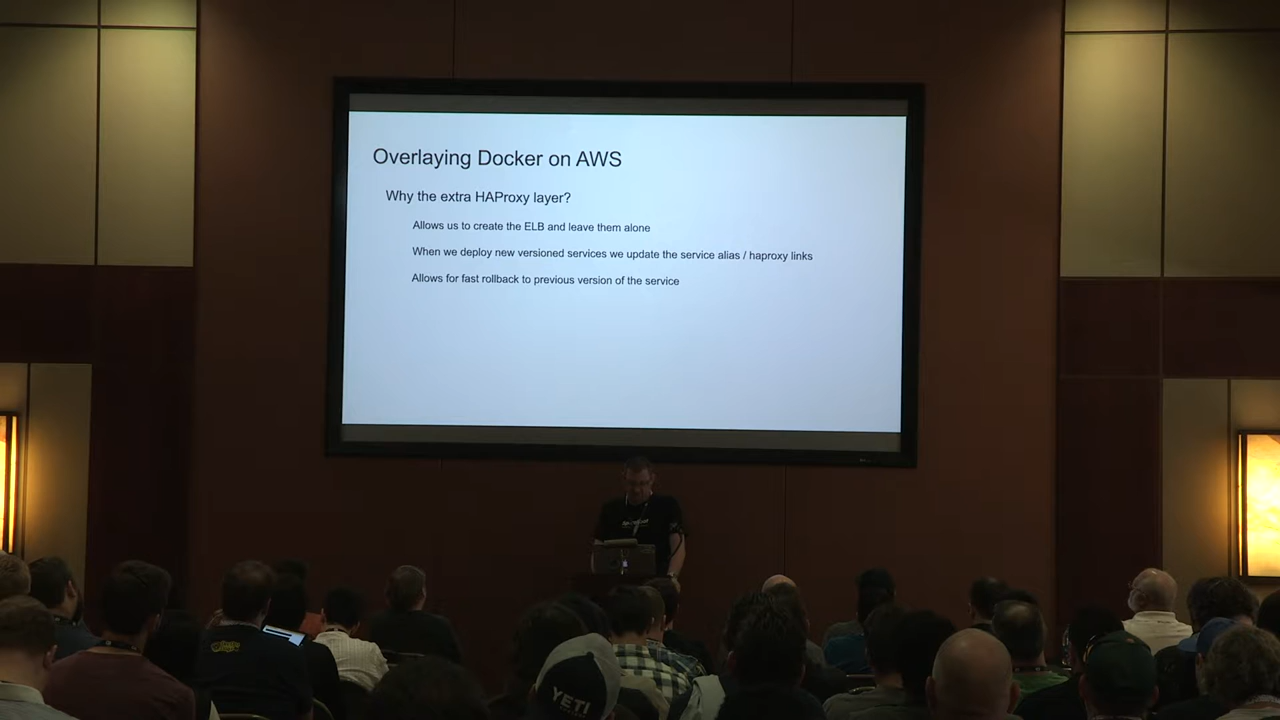 Overlaying Docker on AWS
Why the extra HAProxy layer?
Allows us to create the ELB and leave them alone
When we deploy new versioned services we update the service alias / haproxy links
Allows for fast rollback to previous version of the service
YETI